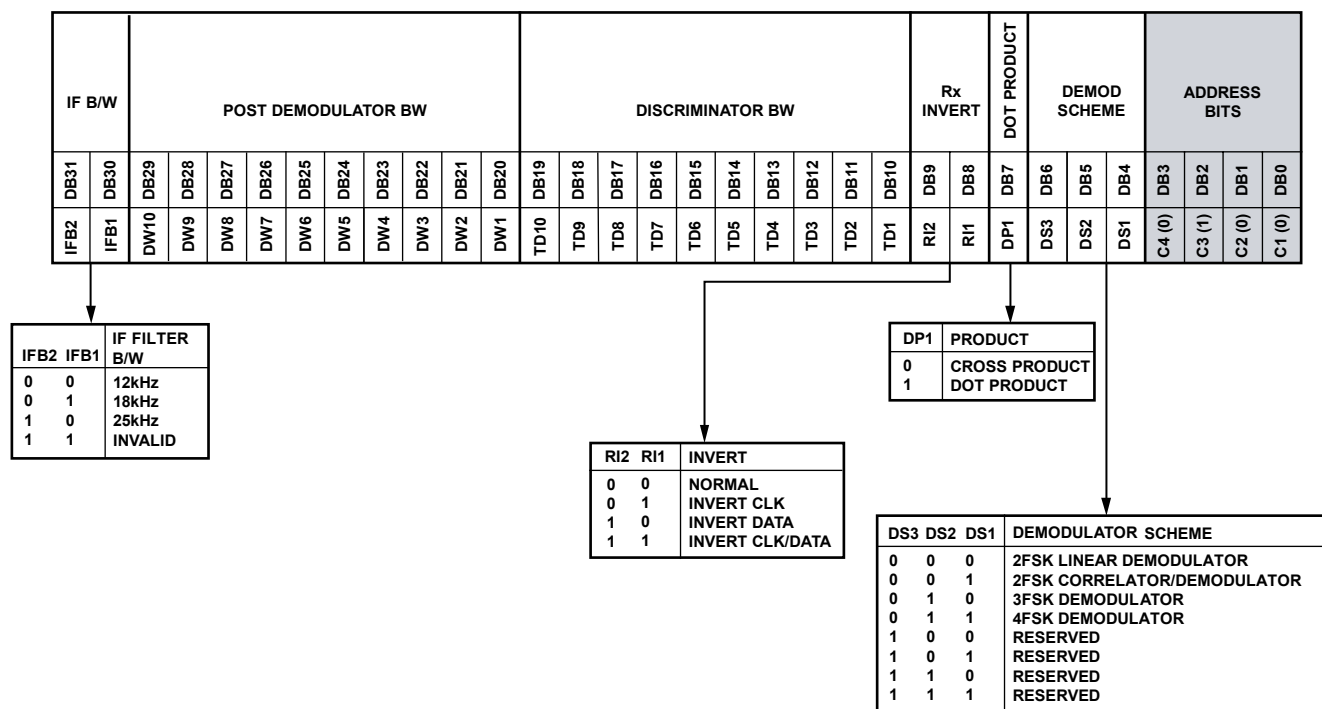 IF B/W
POST DEMODULATOR BW
DISCRIMINATOR BW
Rx
INVERT
DOT PRODUCT
DEMOD
SCHEME
ADDRESS
BITS
DB31 DB30 DB29 DB28 DB27 DB26 DB25 DB24 DB23 DB22 DB21 DB20 DB19 DB18 DB17 DB16 DB15 DB14 DB13 DB12 DB11 DB10 DB9 DB8 DB7 DB6 DB5 DB4 DB3 DB2 DB1 DB0
IFB2 IFB1 DW10 DW9 DW8 DW7 DW6 DW5 DW4 DW3 DW2 DW1 TD10 TD9 TD8 TD7 TD6 TD5 TD4 TD3 TD2 TD1 RI2 RI1 DP1 DS3 DS2 DS1 C4 (0) C3 (1) C2 (0) C1 (0)
IFB2 IFB1 IF FILTER
B/W
0 0 12kHz
0 1 18kHz
1 0 25kHz
1 1 INVALID
DP1 PRODUCT
0 CROSS PRODUCT
1 DOT PRODUCT
RI2 RI1 INVERT
0 0 NORMAL
0 1 INVERT CLK
1 0 INVERT DATA
1 1 INVERT CLK/DATA
DS3 DS2 DS1 DEMODULATOR SCHEME
0 0 0 2FSK LINEAR DEMODULATOR
0 0 1 2FSK CORRELATOR/DEMODULATOR
0 1 0 3FSK DEMODULATOR
0 1 1 4FSK DEMODULATOR
1 0 0 RESERVED
1 0 1 RESERVED
1 1 0 RESERVED
1 1 1 RESERVED